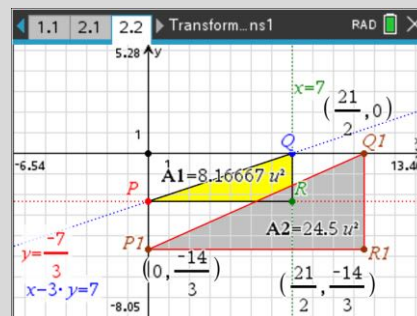 1.1 2.1 2.2 Transform...ns1 RAD
5.28 y
x=7
(21/2, 0)
1
Q Q1
-6.54 1 13.4
A1=8.16667 u²
P R
A2=24.5 u²
P1 R1
y=-7/3
(0, -14/3)
(21/2, -14/3)
x-3·y=7
-8.05